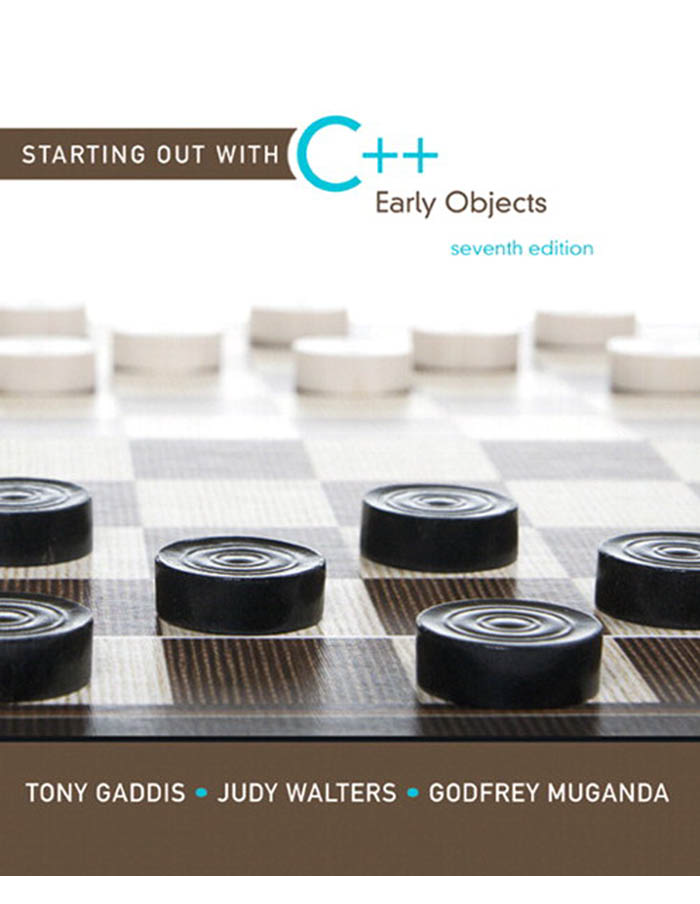 STARTING OUT WITH C++
Early Objects
seventh edition
TONY GADDIS • JUDY WALTERS • GODFREY MUGANDA